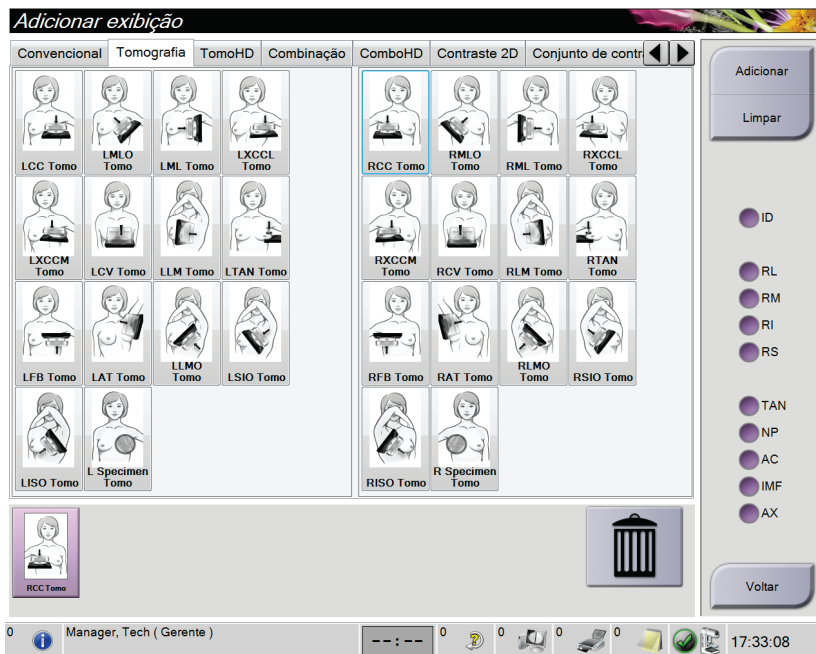 Adicionar exibição
Convencional Tomografia TomoHD Combinação ComboHD Contraste 2D Conjunto de contr
LCC Tomo
LMLO
Tomo
LML Tomo
LXCCL
Tomo
RCC Tomo
RMLO
Tomo
RML Tomo
RXCCL
Tomo
LXCCM
Tomo
LCV Tomo
LLM Tomo
LTAN Tomo
RXCCM
Tomo
RCV Tomo
RLM Tomo
RTAN
Tomo
LFB Tomo
LAT Tomo
LLMO
Tomo
LSIO Tomo
RFB Tomo
RAT Tomo
RLMO
Tomo
RSIO Tomo
LISO Tomo
L Specimen
Tomo
RISO Tomo
R Specimen
Tomo
RCC Tomo
Adicionar
Limpar
ID
RL
RM
RI
RS
TAN
NP
AC
IMF
AX
Voltar
0 Manager, Tech ( Gerente ) --:-- 0 0 0 0 17:33:08